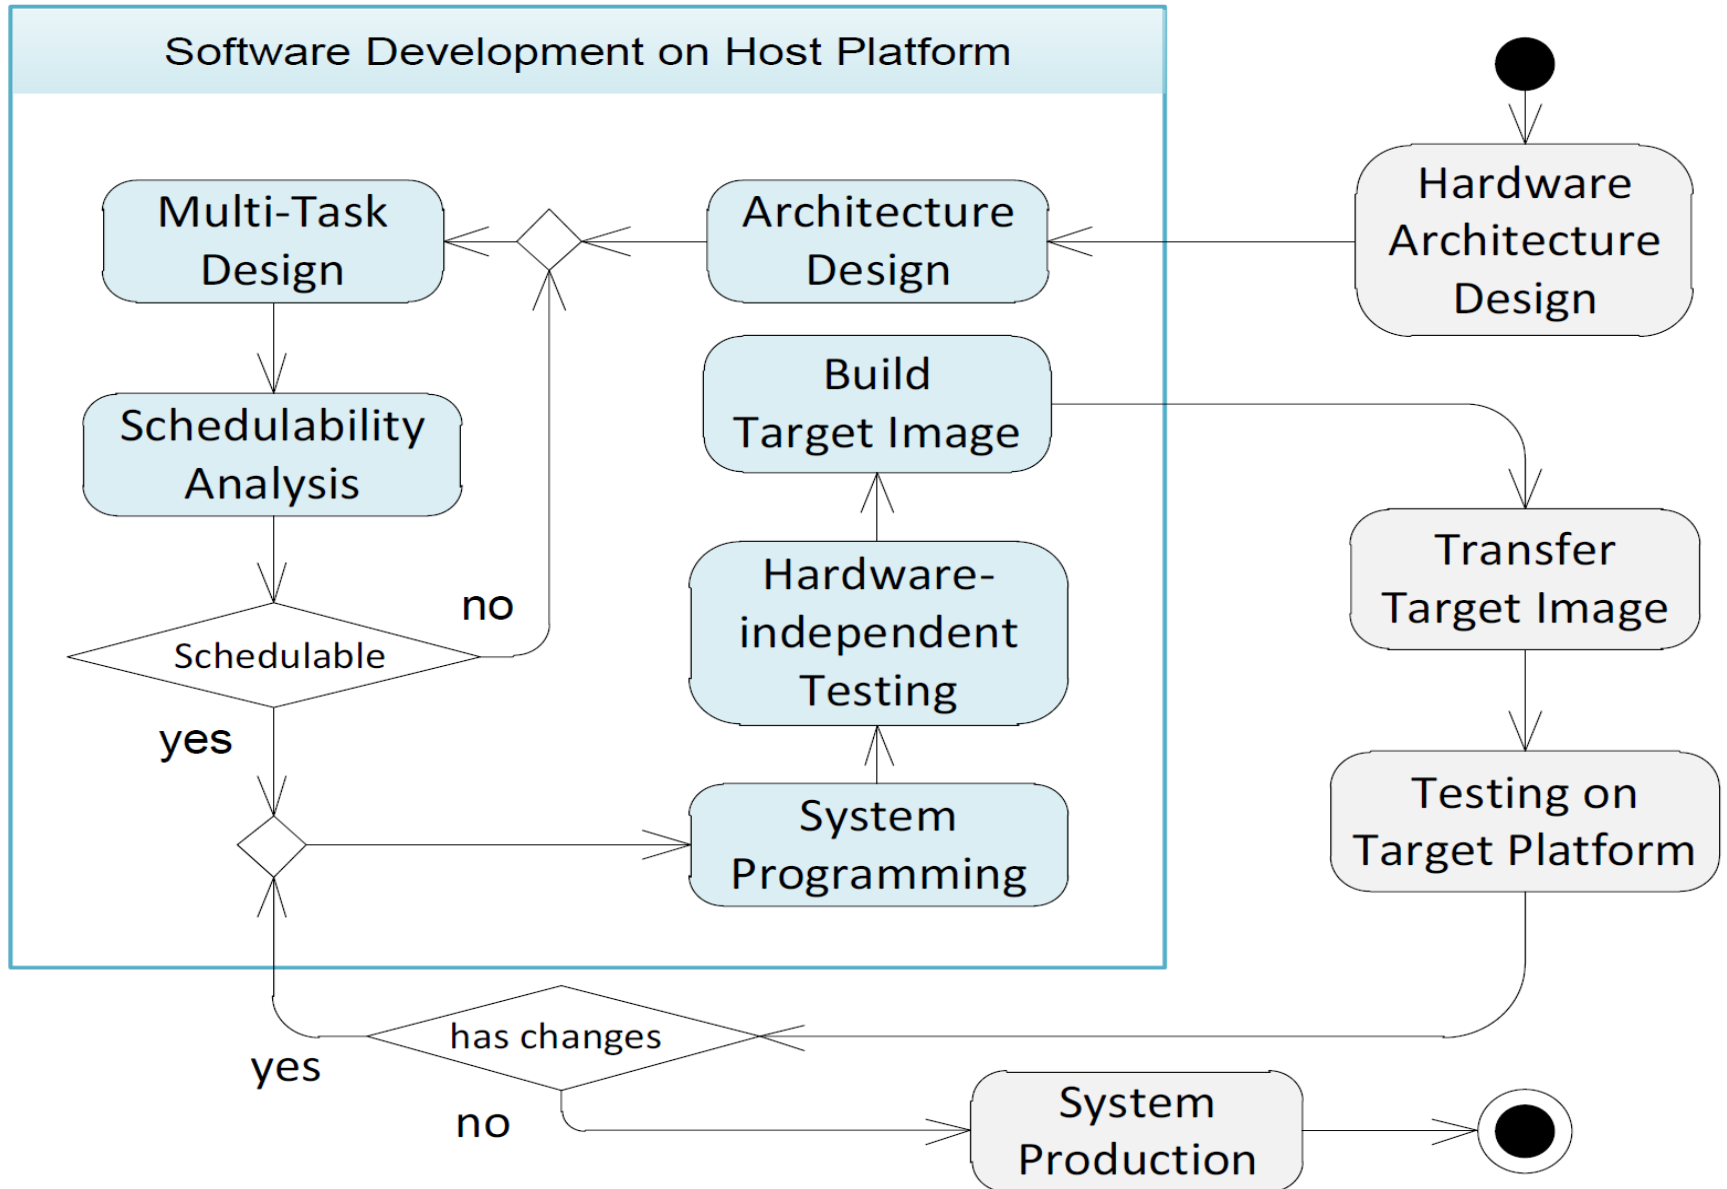 Software Development on Host Platform
Hardware
Architecture
Design
Architecture
Design
Multi-Task
Design
Schedulability
Analysis
Schedulable
no
yes
System
Programming
Hardware-
independent
Testing
Build
Target Image
Transfer
Target Image
Testing on
Target Platform
has changes
yes
no
System
Production